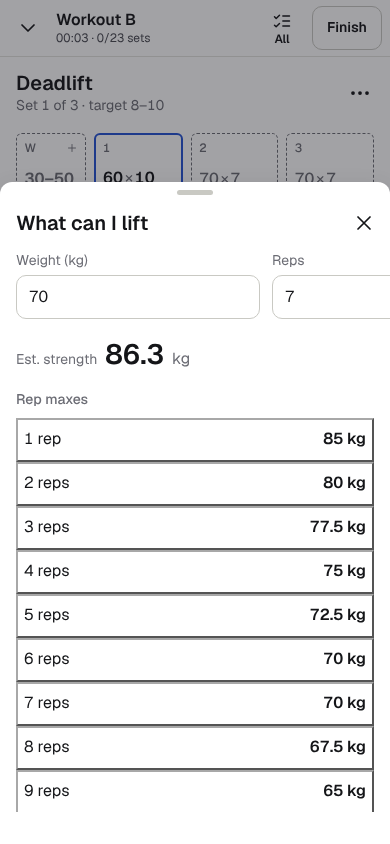 Workout B
00:03 · 0/23 sets
All
Finish
Deadlift
Set 1 of 3 · target 8–10
W + 1 2 3
30–50 60×10 70×7 70×7
What can I lift
Weight (kg) Reps
70 7
Est. strength 86.3 kg
Rep maxes
1 rep 85 kg
2 reps 80 kg
3 reps 77.5 kg
4 reps 75 kg
5 reps 72.5 kg
6 reps 70 kg
7 reps 70 kg
8 reps 67.5 kg
9 reps 65 kg